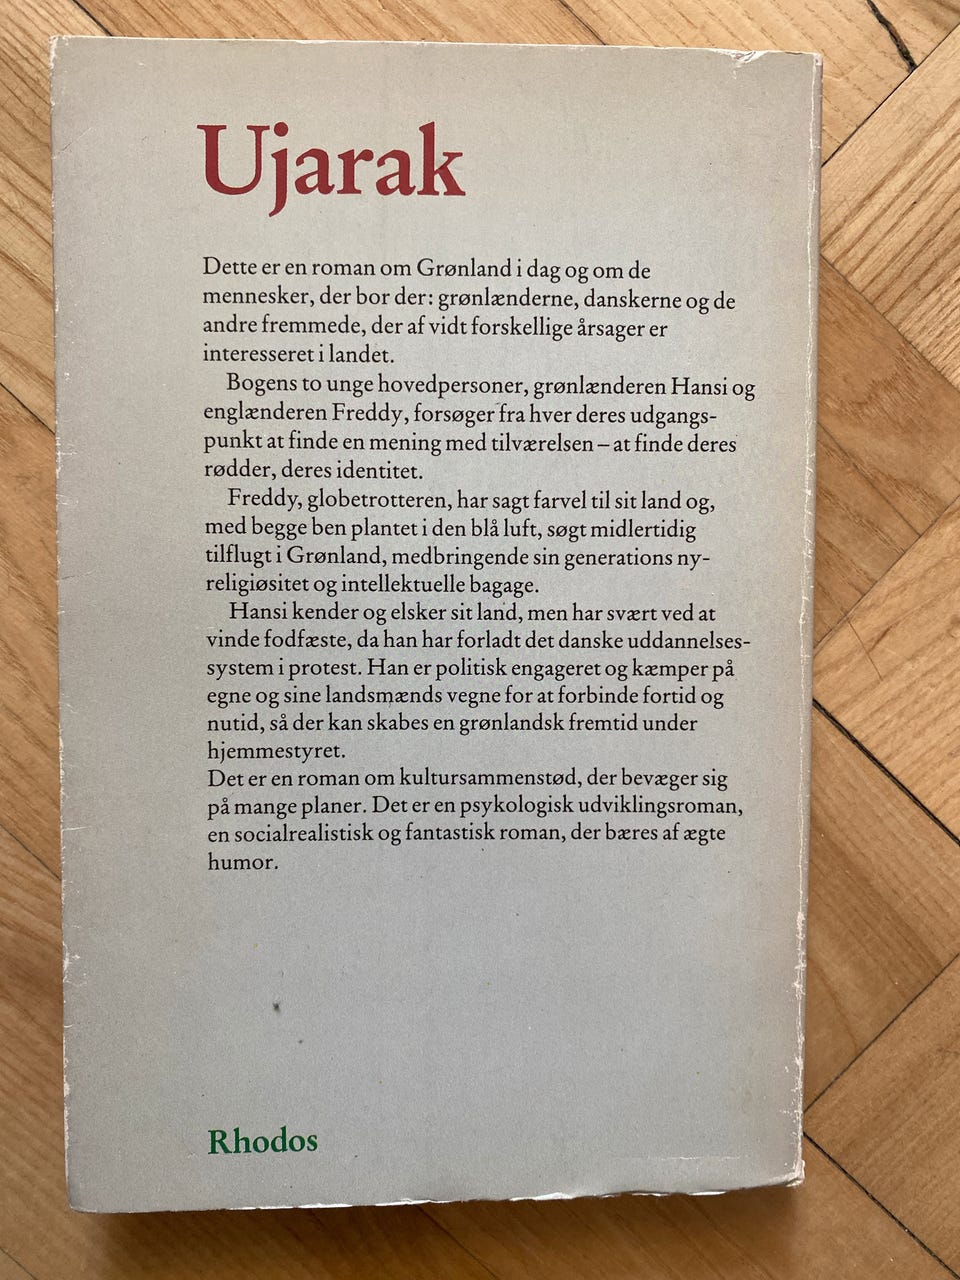 Ujarak
Dette er en roman om Grønland i dag og om de
mennesker, der bor der: grønlænderne, danskerne og de
andre fremmede, der af vidt forskellige årsager er
interesseret i landet.
Bogens to unge hovedpersoner, grønlænderen Hansi og
englænderen Freddy, forsøger fra hver deres udgangs-
punkt at finde en mening med tilværelsen – at finde deres
rødder, deres identitet.
Freddy, globetrotteren, har sagt farvel til sit land og,
med begge ben plantet i den blå luft, søgt midlertidig
tilflugt i Grønland, medbringende sin generations ny-
religiøsitet og intellektuelle bagage.
Hansi kender og elsker sit land, men har svært ved at
vinde fodfæste, da han har forladt det danske uddannelses-
system i protest. Han er politisk engageret og kæmper på
egne og sine landsmænds vegne for at forbinde fortid og
nutid, så der kan skabes en grønlandsk fremtid under
hjemmestyret.
Det er en roman om kultursammenstød, der bevæger sig
på mange planer. Det er en psykologisk udviklingsroman,
en socialrealistisk og fantastisk roman, der bæres af ægte
humor.
Rhodos